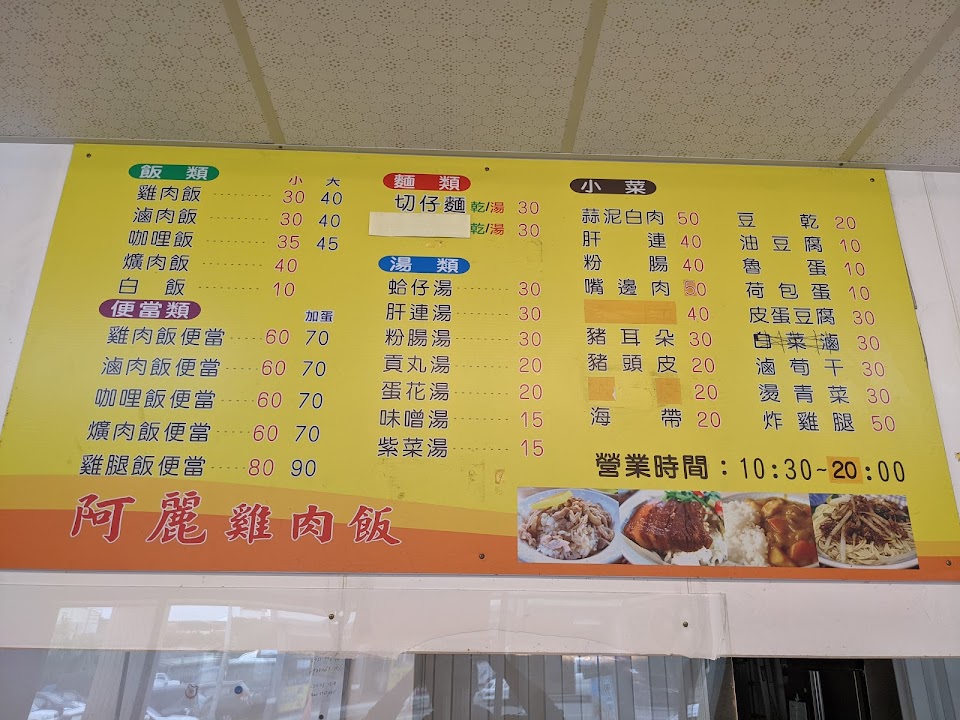 飯類
小 大
雞肉飯 30 40
滷肉飯 30 40
咖哩飯 35 45
爌肉飯 40
白飯 10
便當類 加蛋
雞肉飯便當 60 70
滷肉飯便當 60 70
咖哩飯便當 60 70
爌肉飯便當 60 70
雞腿飯便當 80 90
麵類
切仔麵 乾/湯 30
乾/湯 30
湯類
蛤仔湯 30
肝連湯 30
粉腸湯 30
貢丸湯 20
蛋花湯 20
味噌湯 15
紫菜湯 15
小菜
蒜泥白肉 50
肝連 40
粉腸 40
嘴邊肉
40
豬耳朵 30
豬頭皮 20
20
海帶 20
豆乾 20
油豆腐 10
魯蛋 10
荷包蛋 10
皮蛋豆腐 30
白菜滷 30
滷荀干 30
燙青菜 30
炸雞腿 50
營業時間：10:30~20:00
阿麗雞肉飯